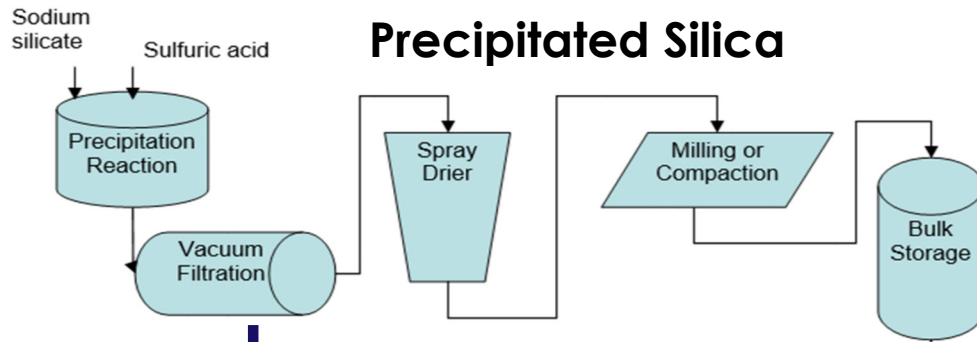 Precipitated Silica
Sodium
silicate
Sulfuric acid
Precipitation
Reaction
Vacuum
Filtration
Spray
Drier
Milling or
Compaction
Bulk
Storage